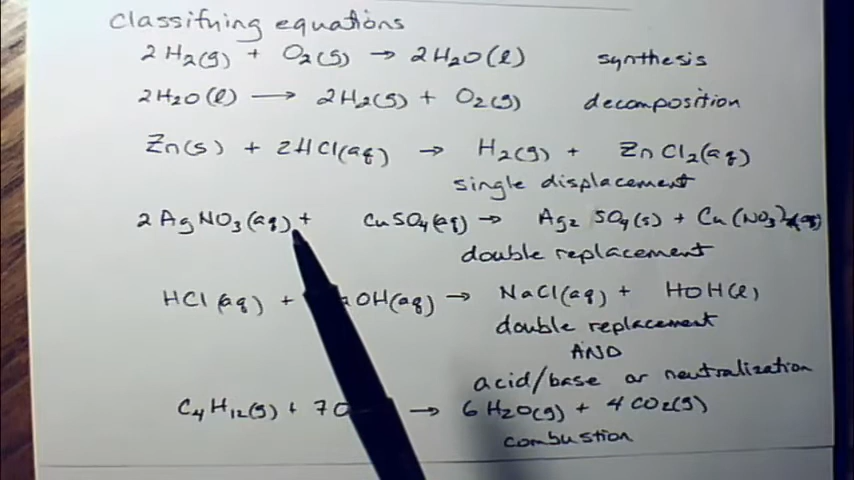 classifying equations
2H₂(g) + O₂(g) → 2H₂O(l) synthesis
2H₂O(l) → 2H₂(g) + O₂(g) decomposition
Zn(s) + 2HCl(aq) → H₂(g) + ZnCl₂(aq)
single displacement
2AgNO₃(aq) + CuSO₄(aq) → Ag₂SO₄(s) + Cu(NO₃)₂(aq)
double replacement
HCl(aq) + aOH(aq) → NaCl(aq) + HOH(l)
double replacement
AND
acid/base or neutralization
C₄H₁₂(g) + 7O → 6H₂O(g) + 4CO₂(g)
combustion